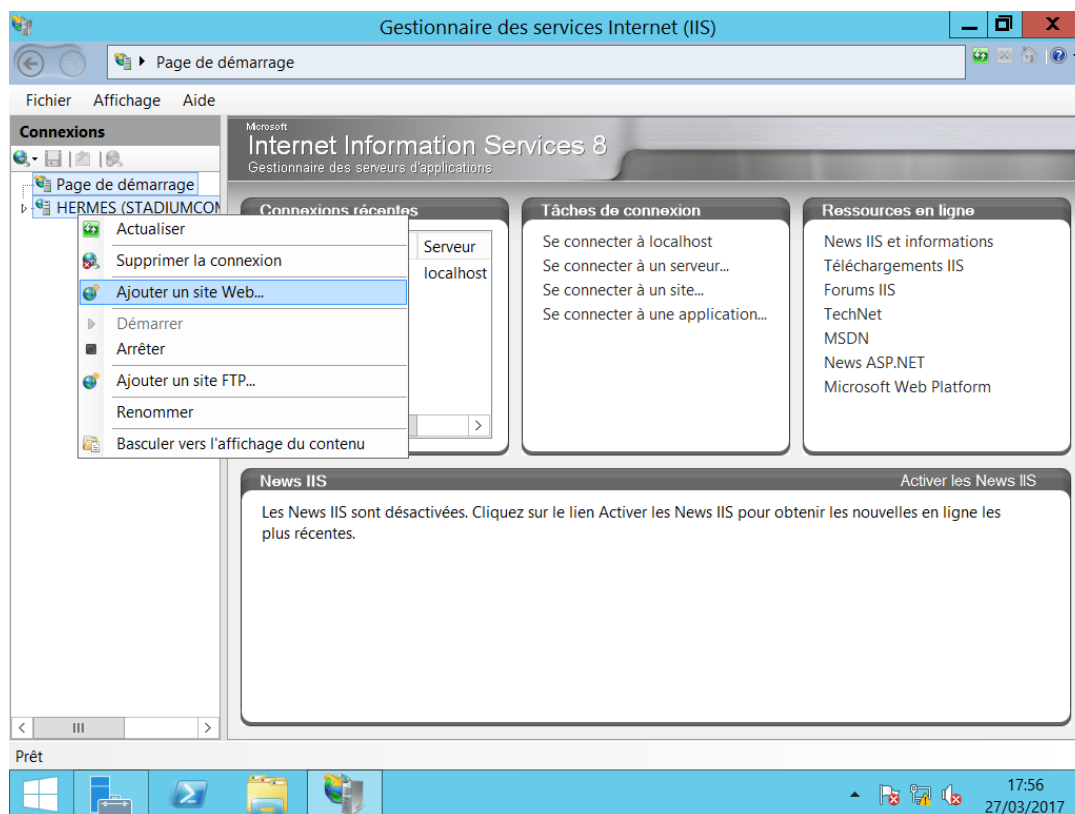 Gestionnaire des services Internet (IIS)
Page de démarrage
Fichier Affichage Aide
Connexions
Page de démarrage
HERMES (STADIUMCON
Actualiser
Supprimer la connexion
Ajouter un site Web...
Démarrer
Arrêter
Ajouter un site FTP...
Renommer
Basculer vers l'affichage du contenu
Microsoft
Internet Information Services 8
Gestionnaire des serveurs d'applications
Connexions récentes
Serveur
localhost
Tâches de connexion
Se connecter à localhost
Se connecter à un serveur...
Se connecter à un site...
Se connecter à une application...
Ressources en ligne
News IIS et informations
Téléchargements IIS
Forums IIS
TechNet
MSDN
News ASP.NET
Microsoft Web Platform
News IIS
Activer les News IIS
Les News IIS sont désactivées. Cliquez sur le lien Activer les News IIS pour obtenir les nouvelles en ligne les
plus récentes.
Prêt
17:56
27/03/2017